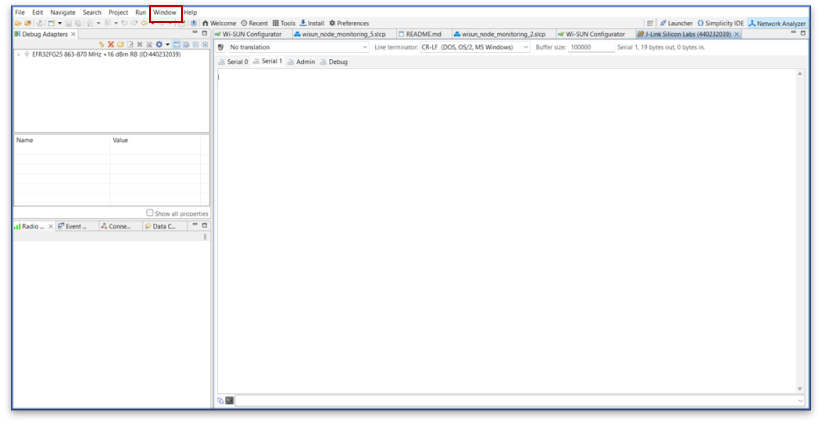 File Edit Navigate Search Project Run Window Help
Welcome Recent Tools Install Preferences Launcher {} Simplicity IDE Network Analyzer
Debug Adapters Wi-SUN Configurator wisun_node_monitoring_5.slcp README.md wisun_node_monitoring_2.slcp Wi-SUN Configurator J-Link Silicon Labs (440232039)
No translation Line terminator: CR-LF (DOS, OS/2, MS Windows) Buffer size: 100000 Serial 1, 19 bytes out, 0 bytes in.
EFR32FG25 863-870 MHz +16 dBm RB (ID:440232039)
Serial 0 Serial 1 Admin Debug
Name Value
Show all properties
Radio ... Event ... Conne... Data C...